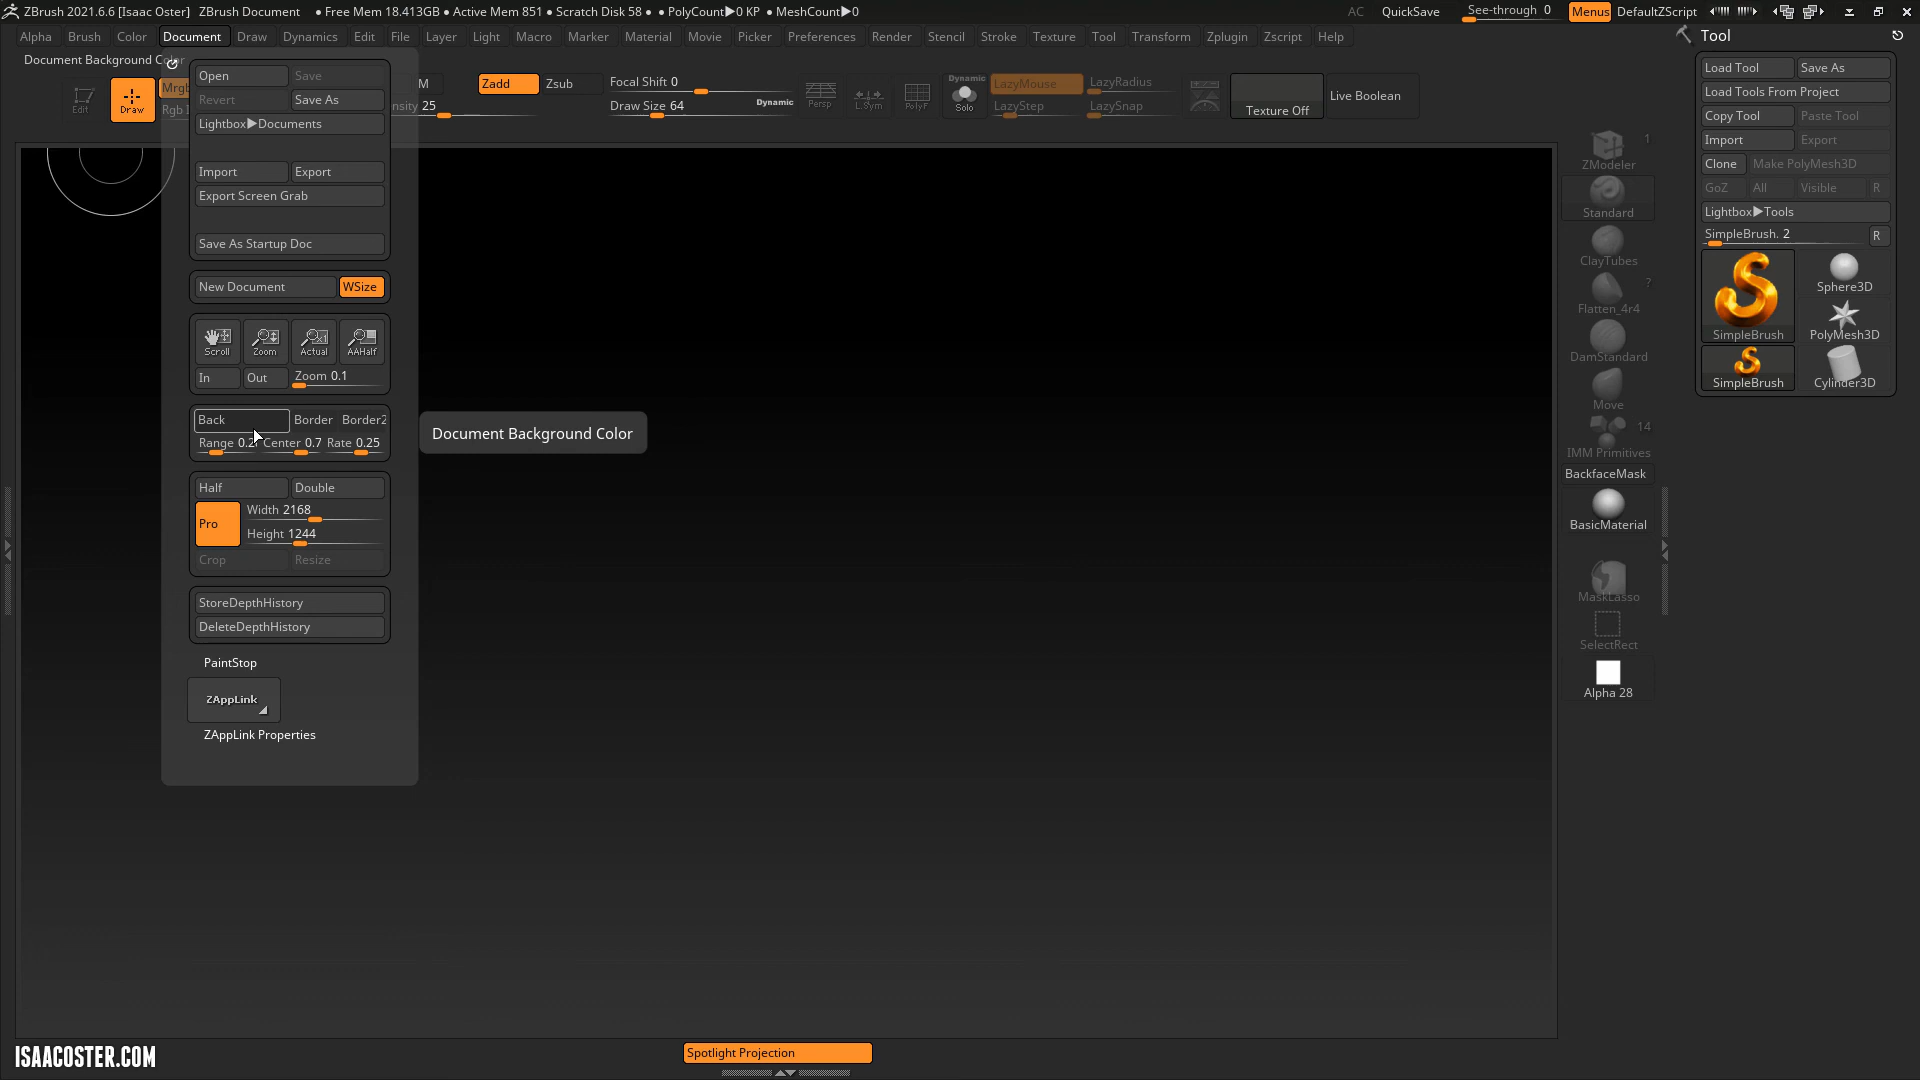 ZBrush 2021.6.6 [Isaac Oster] ZBrush Document • Free Mem 18.413GB • Active Mem 851 • Scratch Disk 58 • • PolyCount▶0 KP • MeshCount▶0 AC QuickSave See-through 0 Menus DefaultZScript
Alpha Brush Color Document Draw Dynamics Edit File Layer Light Macro Marker Material Movie Picker Preferences Render Stencil Stroke Texture Tool Transform Zplugin Zscript Help
Document Background Color
Edit Draw Mrgb M Zadd Zsub Focal Shift 0 Persp L.Sym PolyF Dynamic Solo LazyMouse LazyRadius
Rgb I nsity 25 Draw Size 64 Dynamic LazyStep LazySnap Texture Off Live Boolean
Open Save
Revert Save As
Lightbox▶Documents
Import Export
Export Screen Grab
Save As Startup Doc
New Document WSize
Scroll Zoom Actual AAHalf
In Out Zoom 0.1
Back Border Border2
Range 0.2 Center 0.7 Rate 0.25
Document Background Color
Half Double
Pro Width 2168
Height 1244
Crop Resize
StoreDepthHistory
DeleteDepthHistory
PaintStop
ZAppLink
ZAppLink Properties
1
ZModeler
Standard
ClayTubes
?
Flatten_4r4
DamStandard
Move
14
IMM Primitives
BackfaceMask
BasicMaterial
MaskLasso
SelectRect
Alpha 28
Tool
Load Tool Save As
Load Tools From Project
Copy Tool Paste Tool
Import Export
Clone Make PolyMesh3D
GoZ All Visible R
Lightbox▶Tools
SimpleBrush. 2 R
Sphere3D
SimpleBrush PolyMesh3D
SimpleBrush Cylinder3D
ISAACOSTER.COM
Spotlight Projection